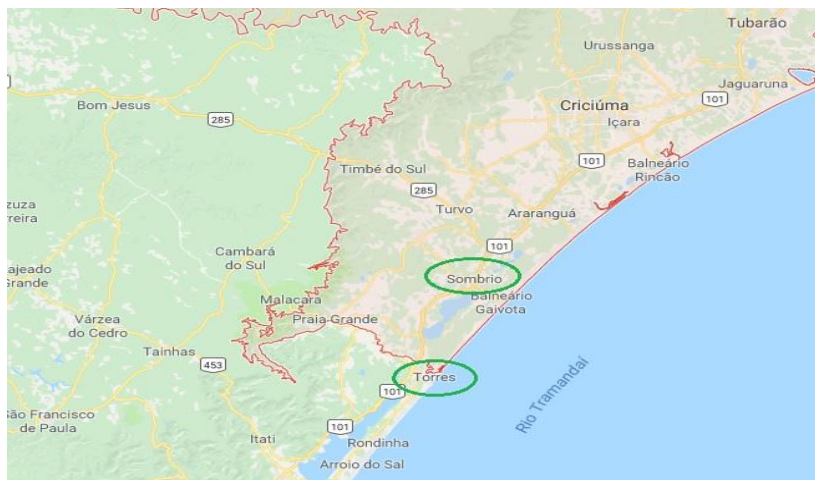 Tubarão
Urussanga
Jaguaruna
101
Bom Jesus
Criciúma
Içara
285
101
Balneário
Rincão
Timbé do Sul
285
zuza
reira
Turvo
Araranguá
101
Cambará
do Sul
ajeado
Grande
Sombrio
Malacara
Balneário
Gaivota
Várzea
do Cedro
Praia Grande
Tainhas
453
Torres
101
Rio Tramandaí
São Francisco
de Paula
101
Itati
Rondinha
Arroio do Sal